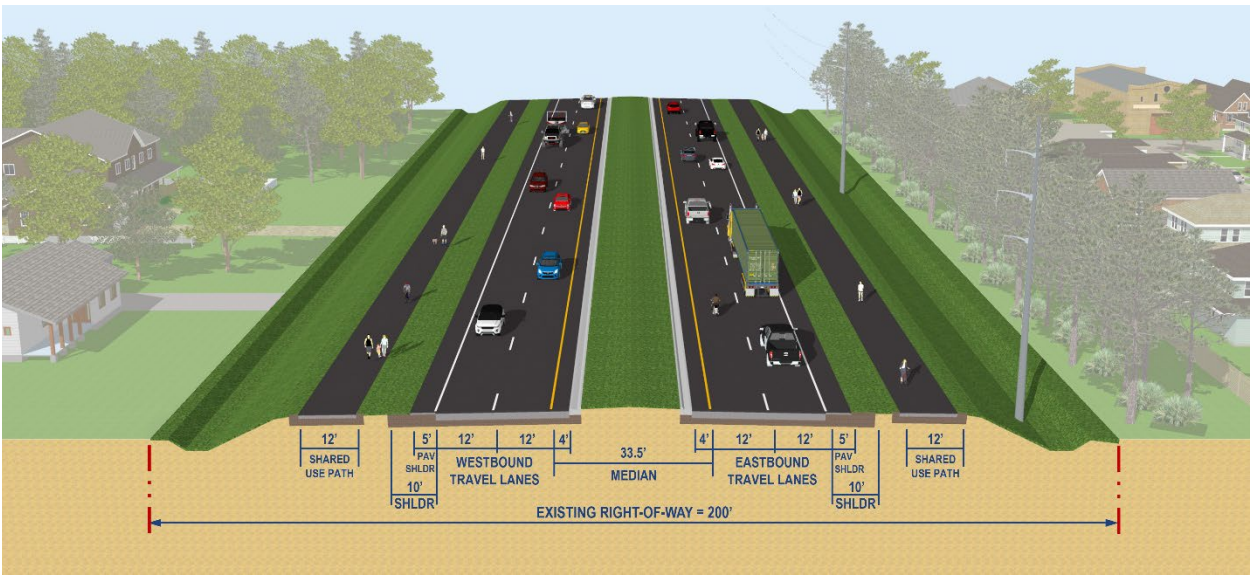 12'
SHARED
USE PATH
5'
PAV
SHLDR
10'
SHLDR
12'
12'
WESTBOUND
TRAVEL LANES
4'
33.5'
MEDIAN
4'
12'
12'
EASTBOUND
TRAVEL LANES
5'
PAV
SHLDR
10'
SHLDR
12'
SHARED
USE PATH
EXISTING RIGHT-OF-WAY = 200'